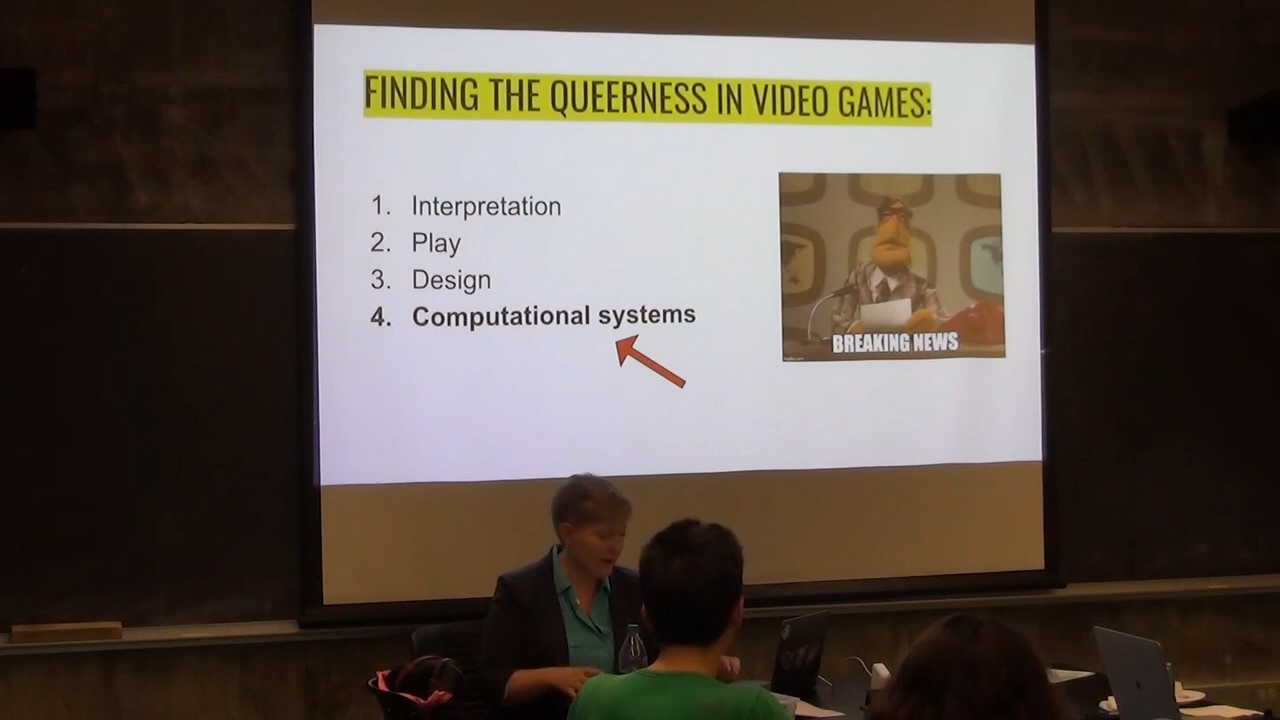 FINDING THE QUEERNESS IN VIDEO GAMES:
1. Interpretation
2. Play
3. Design
4. Computational systems
BREAKING NEWS